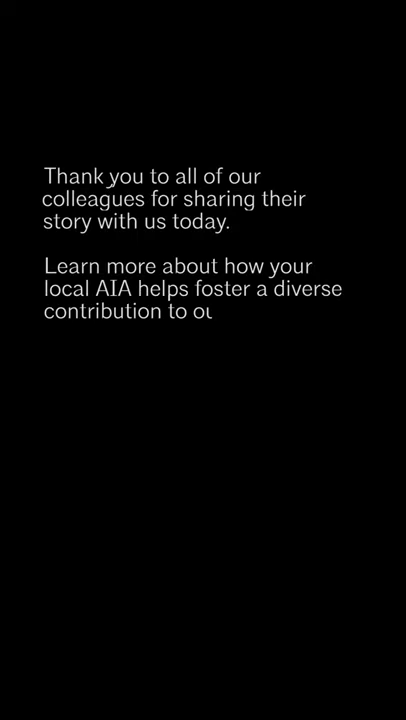 Thank you to all of our
colleagues for sharing their
story with us today.
Learn more about how your
local AIA helps foster a diverse
contribution to